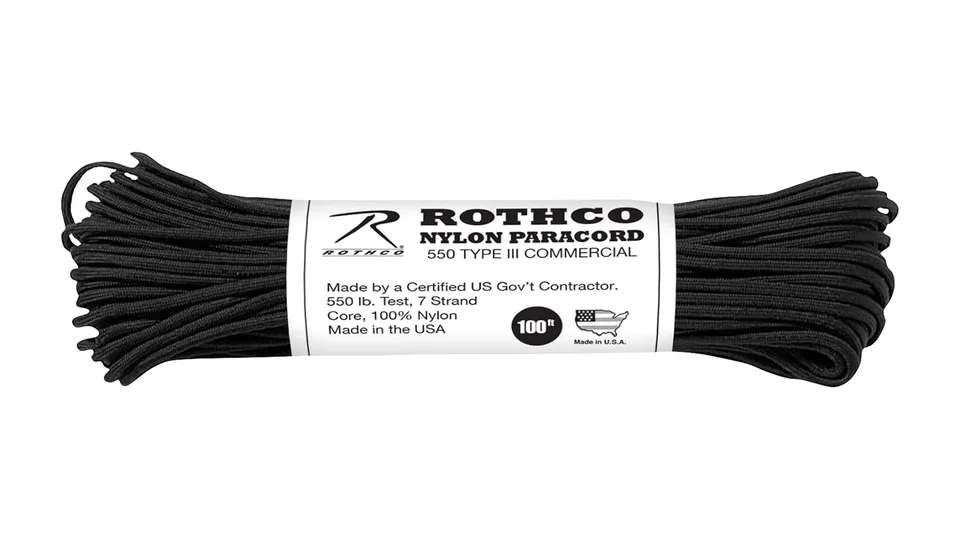 R®
ROTHCO
ROTHCO
NYLON PARACORD
550 TYPE III COMMERCIAL
Made by a Certified US Gov't Contractor.
550 lb. Test, 7 Strand
Core, 100% Nylon
Made in the USA
100ft
Made in U.S.A.